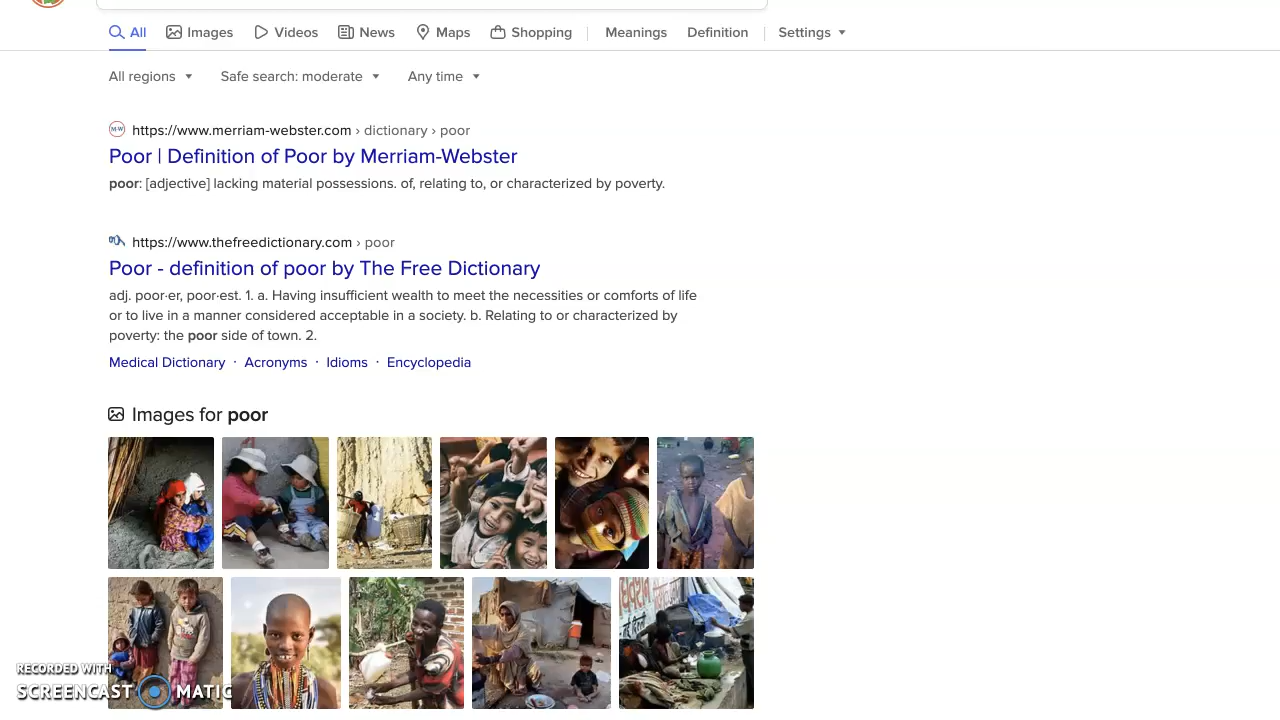 All Images Videos News Maps Shopping Meanings Definition Settings
All regions Safe search: moderate Any time
https://www.merriam-webster.com › dictionary › poor
Poor | Definition of Poor by Merriam-Webster
poor: [adjective] lacking material possessions. of, relating to, or characterized by poverty.
https://www.thefreedictionary.com › poor
Poor - definition of poor by The Free Dictionary
adj. poor·er, poor·est. 1. a. Having insufficient wealth to meet the necessities or comforts of life
or to live in a manner considered acceptable in a society. b. Relating to or characterized by
poverty: the poor side of town. 2.
Medical Dictionary · Acronyms · Idioms · Encyclopedia
Images for poor
RECORDED WITH
SCREENCAST MATIC